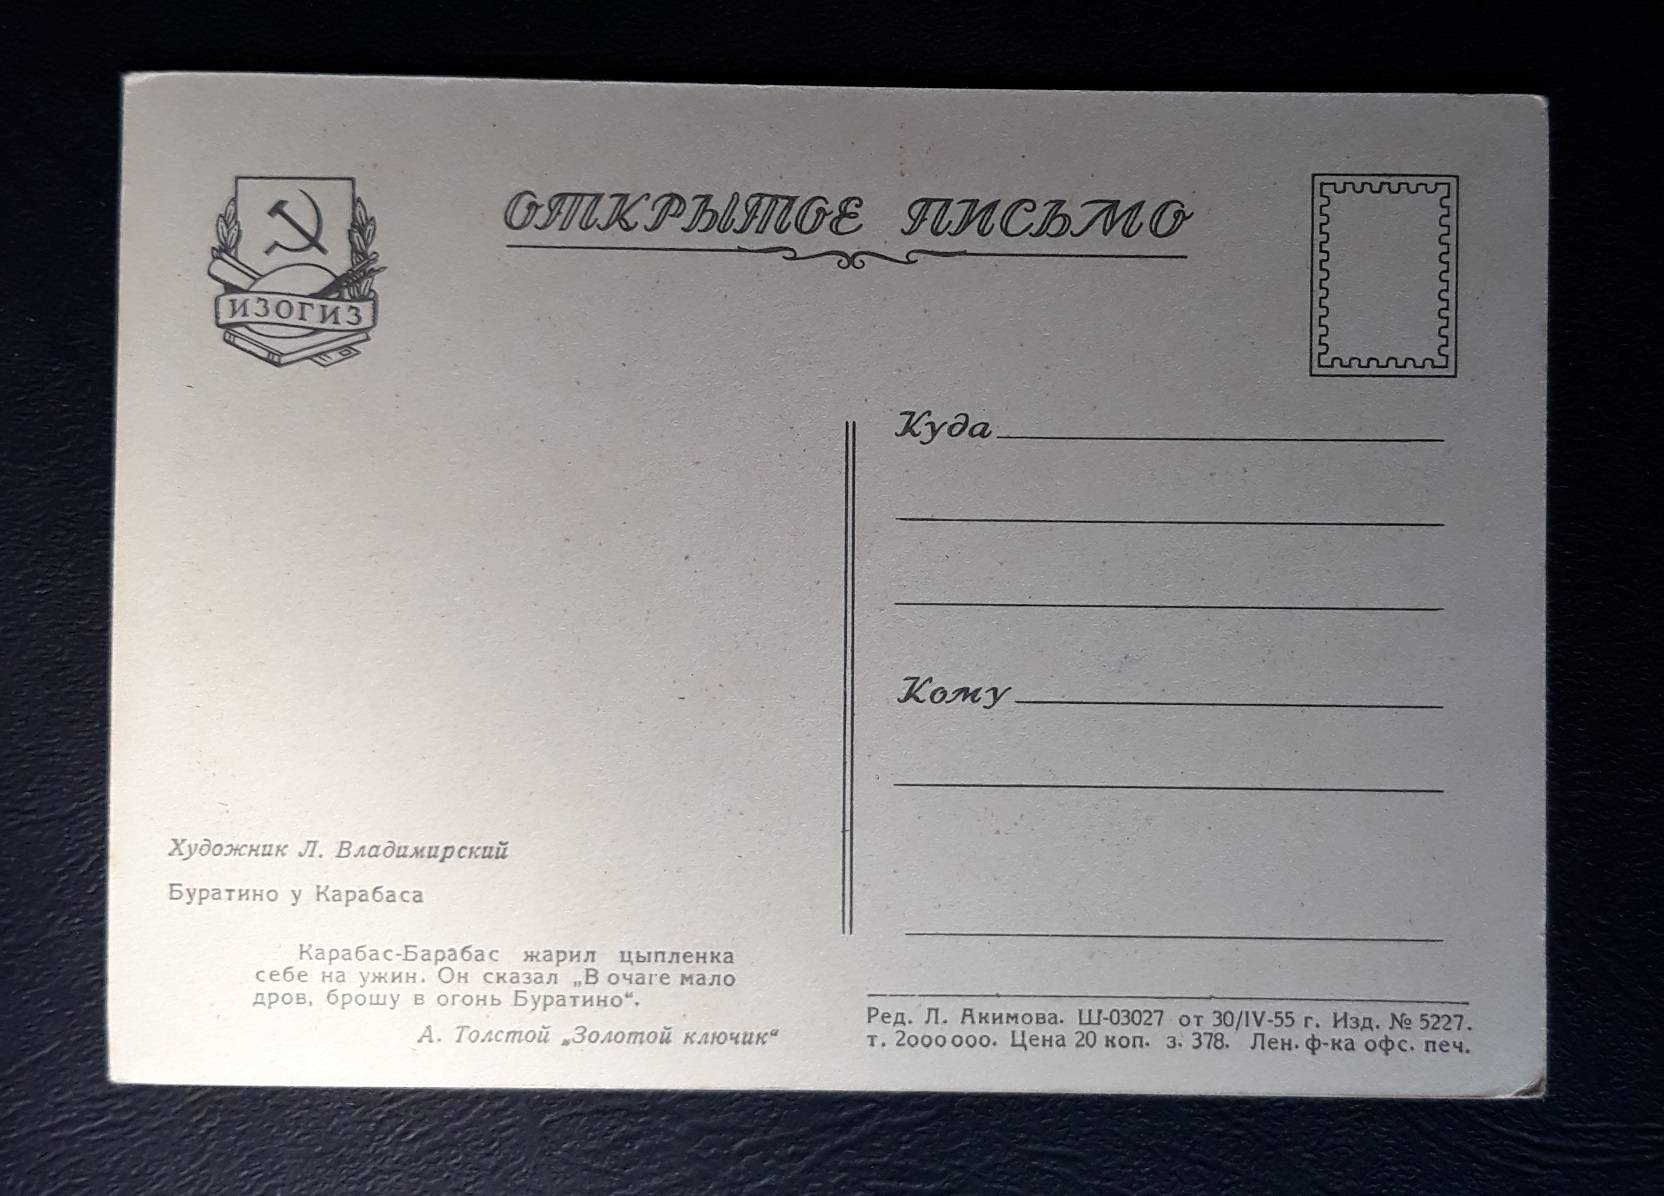 ИЗОГИЗ
ОТКРЫТОЕ ПИСЬМО
Куда
Кому
Художник Л. Владимирский
Буратино у Карабаса
Карабас-Барабас жарил цыпленка
себе на ужин. Он сказал „В очаге мало
дров, брошу в огонь Буратино“.
А. Толстой „Золотой ключик“
Ред. Л. Акимова. Ш-03027 от 30/IV-55 г. Изд. № 5227.
т. 2000000. Цена 20 коп. з. 378. Лен. ф-ка офс. печ.